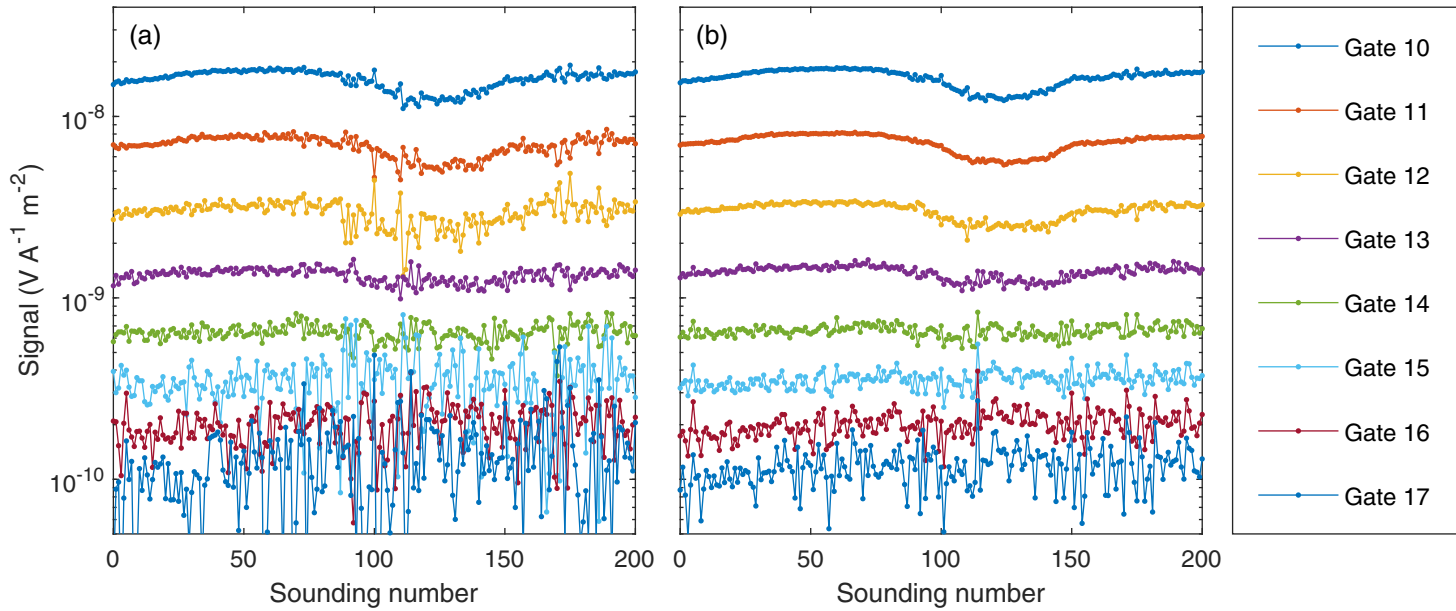 (a)
(b)
Signal (V A⁻¹ m⁻²)
10⁻⁸
10⁻⁹
10⁻¹⁰
0 50 100 150 200
0 50 100 150 200
Sounding number
Sounding number
Gate 10
Gate 11
Gate 12
Gate 13
Gate 14
Gate 15
Gate 16
Gate 17